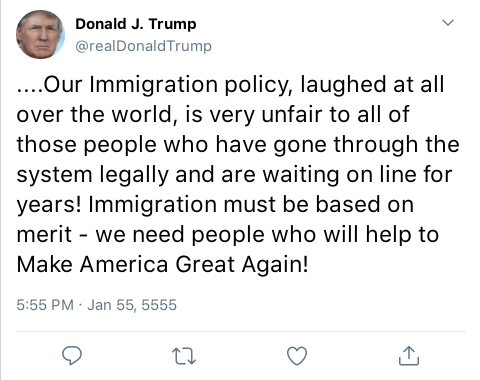 Donald J. Trump
@realDonaldTrump
....Our Immigration policy, laughed at all
over the world, is very unfair to all of
those people who have gone through the
system legally and are waiting on line for
years! Immigration must be based on
merit - we need people who will help to
Make America Great Again!
5:55 PM · Jan 55, 5555